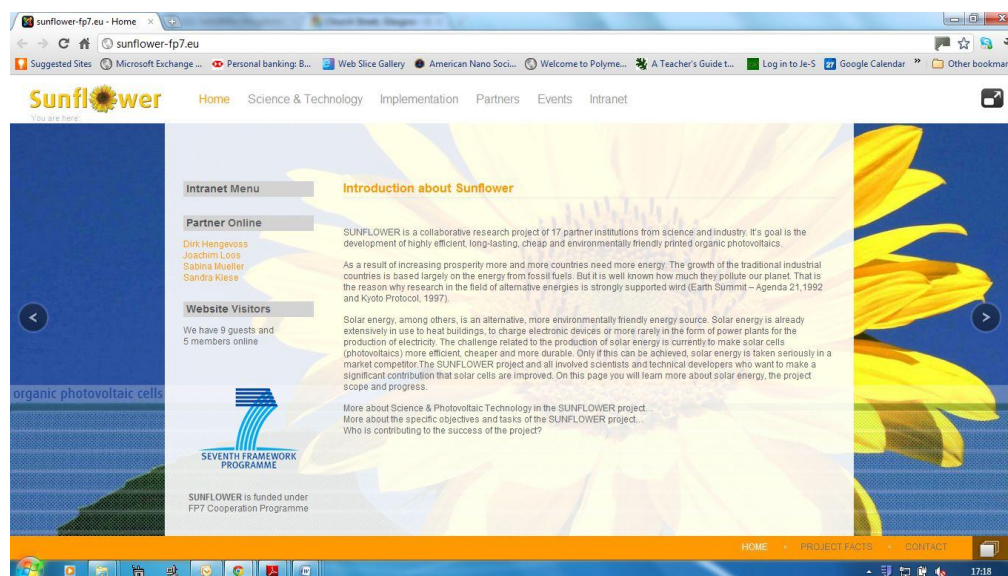 sunflower-fp7.eu - Home
sunflower-fp7.eu
Suggested Sites Microsoft Exchange ... Personal banking: B... Web Slice Gallery American Nano Soci... Welcome to Polyme... A Teacher's Guide t... Log in to Je-S 27 Google Calendar » Other bookmar
Sunflower Home Science & Technology Implementation Partners Events Intranet
You are here:
Intranet Menu
Partner Online
Dirk Hengevoss
Joachim Loos
Sabina Mueller
Sandra Kiese
Website Visitors
We have 9 guests and
5 members online
organic photovoltaic cells
SEVENTH FRAMEWORK
PROGRAMME
SUNFLOWER is funded under
FP7 Cooperation Programme
Introduction about Sunflower
SUNFLOWER is a collaborative research project of 17 partner institutions from science and industry. It's goal is the
development of highly efficient, long-lasting, cheap and environmentally friendly printed organic photovoltaics.
As a result of increasing prosperity more and more countries need more energy. The growth of the traditional industrial
countries is based largely on the energy from fossil fuels. But it is well known how much they pollute our planet. That is
the reason why research in the field of alternative energies is strongly supported wird (Earth Summit – Agenda 21,1992
and Kyoto Protocol, 1997).
Solar energy, among others, is an alternative, more environmentally friendly energy source. Solar energy is already
extensively in use to heat buildings, to charge electronic devices or more rarely in the form of power plants for the
production of electricity. The challenge related to the production of solar energy is currently to make solar cells
(photovoltaics) more efficient, cheaper and more durable. Only if this can be achieved, solar energy is taken seriously in a
market competitor.The SUNFLOWER project and all involved scientists and technical developers who want to make a
significant contribution that solar cells are improved. On this page you will learn more about solar energy, the project
scope and progress.
More about Science & Photovoltaic Technology in the SUNFLOWER project...
More about the specific objectives and tasks of the SUNFLOWER project...
Who is contributing to the success of the project?
HOME PROJECT FACTS CONTACT
17:18